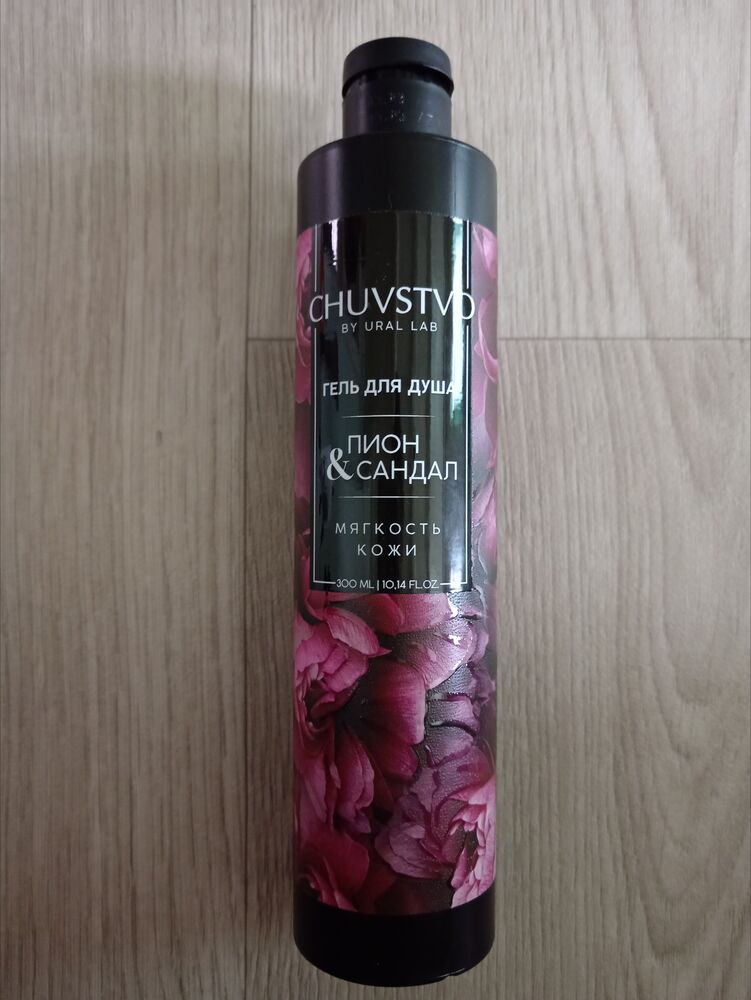 CHUVSTVO
BY URAL LAB
ГЕЛЬ ДЛЯ ДУША
ПИОН
& САНДАЛ
МЯГКОСТЬ
КОЖИ
300 ML | 10,14 FL.OZ.